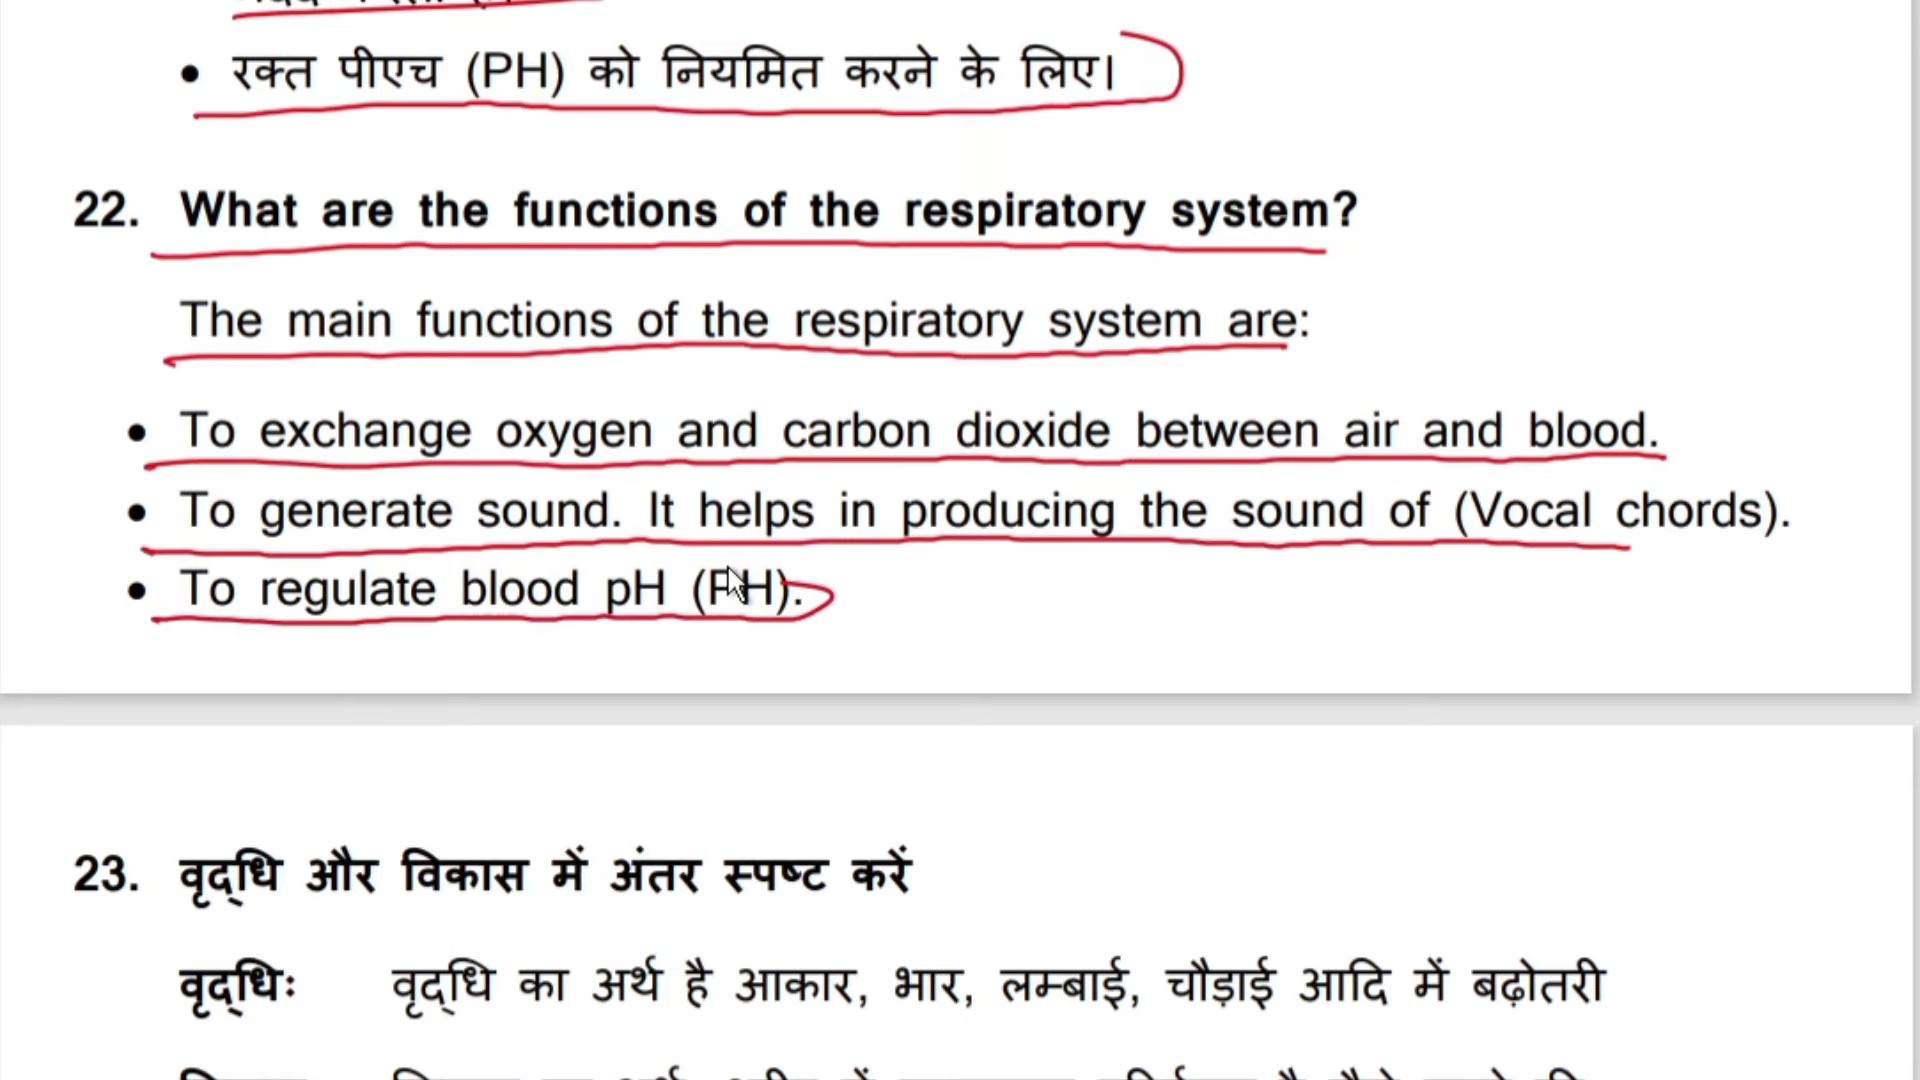 • रक्त पीएच (PH) को नियमित करने के लिए।
22. What are the functions of the respiratory system?
The main functions of the respiratory system are:
• To exchange oxygen and carbon dioxide between air and blood.
• To generate sound. It helps in producing the sound of (Vocal chords).
• To regulate blood pH (PH).
23. वृद्धि और विकास में अंतर स्पष्ट करें
वृद्धिः वृद्धि का अर्थ है आकार, भार, लम्बाई, चौड़ाई आदि में बढ़ोतरी